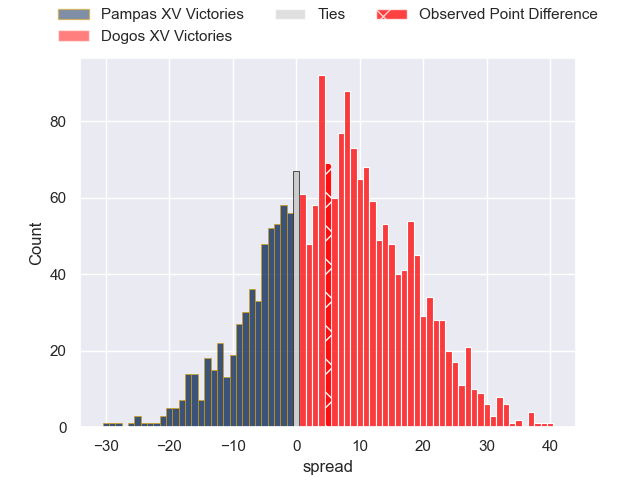 Pampas XV Victories
Ties
Observed Point Difference
Dogos XV Victories
80
60
40
20
0
Count
−30
−20
−10
0
10
20
30
40
spread